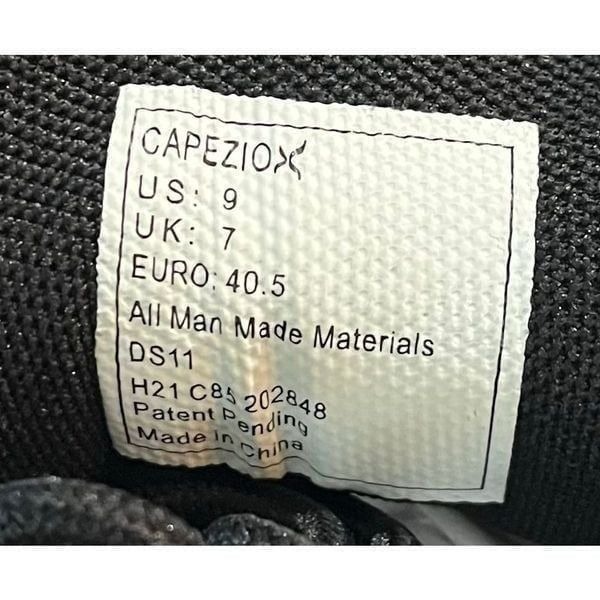 CAPEZIO
US: 9
UK: 7
EURO: 40.5
All Man Made Materials
DS11
H21 C85 202848
Patent Pending
Made in China